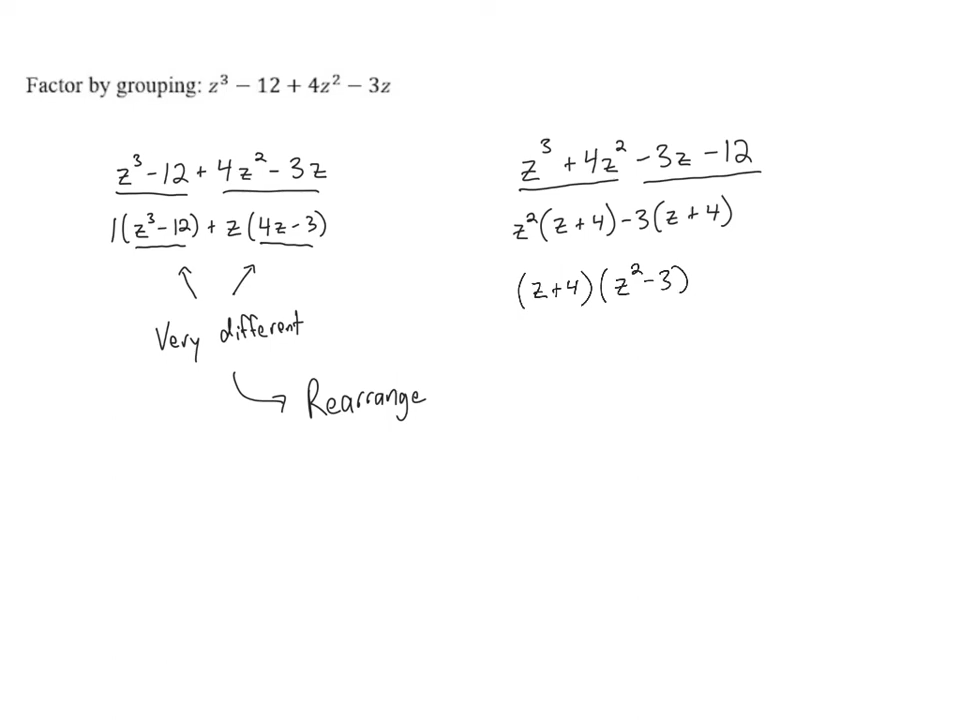 Factor by grouping: z³ − 12 + 4z² − 3z
z³ - 12 + 4z² - 3z
1(z³ - 12) + z(4z - 3)
Very different
Rearrange
z³ + 4z² - 3z - 12
z²(z + 4) - 3(z + 4)
(z + 4)(z² - 3)